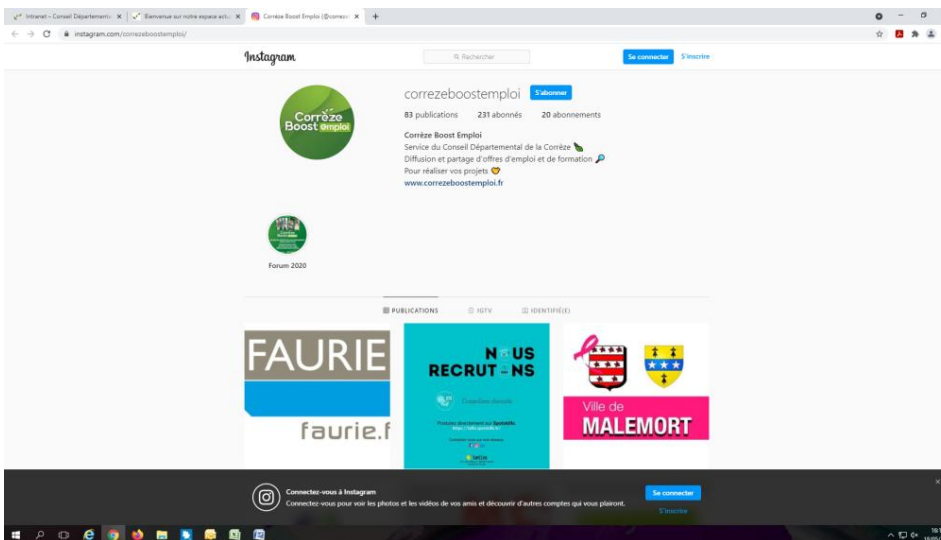 Intranet – Conseil Département
Bienvenue sur notre espace actu
Corrèze Boost Emploi (@correze
instagram.com/correzeboostemploi/
Instagram
Rechercher
Se connecter
S'inscrire
Corrèze
Boost emploi
correzeboostemploi
S'abonner
83 publications 231 abonnés 20 abonnements
Corrèze Boost Emploi
Service du Conseil Départemental de la Corrèze
Diffusion et partage d'offres d'emploi et de formation 🔎
Pour réaliser vos projets
www.correzeboostemploi.fr
Forum 2020
PUBLICATIONS IGTV IDENTIFIÉ(E)
FAURIE
faurie.f
NOUS
RECRUTONS
Ville de
MALEMORT
Connectez-vous à Instagram
Connectez-vous pour voir les photos et les vidéos de vos amis et découvrir d'autres comptes qui vous plairont.
Se connecter
S'inscrire